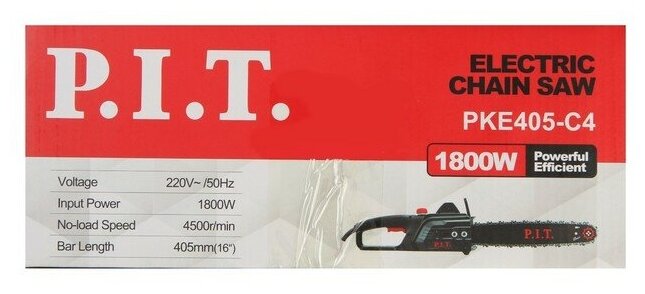 P.I.T.
ELECTRIC
CHAIN SAW
PKE405-C4
1800W Powerful
Efficient
Voltage 220V~ /50Hz
Input Power 1800W
No-load Speed 4500r/min
Bar Length 405mm(16")
P.I.T. P.I.T.